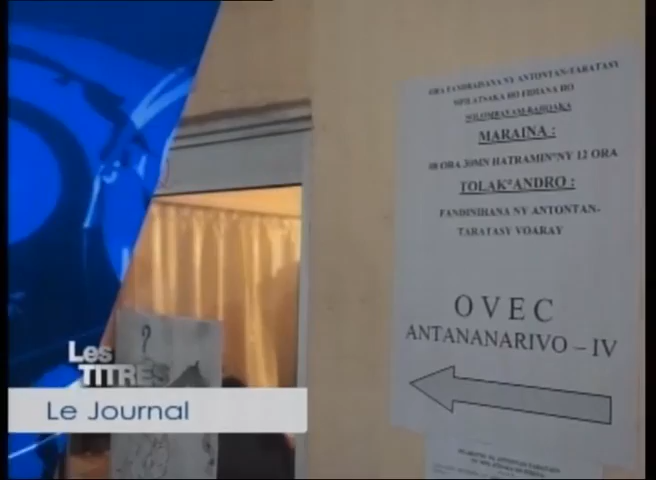 ORA FANDRAISANA NY ANTONTAN-TARATASY
MPILATSAKA HO FIDIANA HO
SOLOMBAVAM-BAHOAKA
MARAINA :
08 ORA 30MN HATRAMIN°NY 12 ORA
TOLAK°ANDRO :
FANDINIHANA NY ANTONTAN-
TARATASY VOARAY
OVEC
ANTANANARIVO – IV
?
Les
TITRES
Le Journal